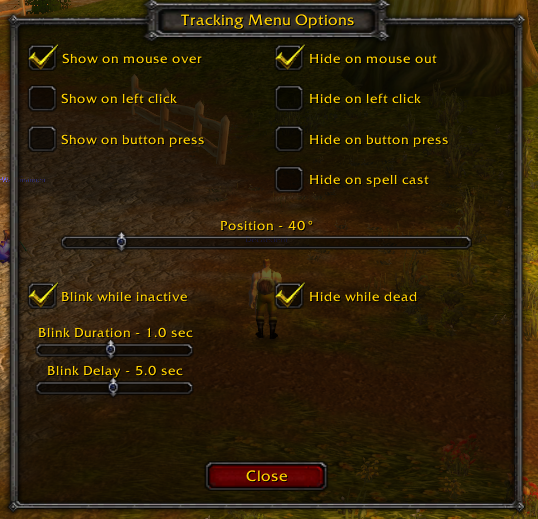 Tracking Menu Options
Show on mouse over
Hide on mouse out
Show on left click
Hide on left click
Show on button press
Hide on button press
Hide on spell cast
Position - 40°
Blink while inactive
Hide while dead
Blink Duration - 1.0 sec
Blink Delay - 5.0 sec
Close